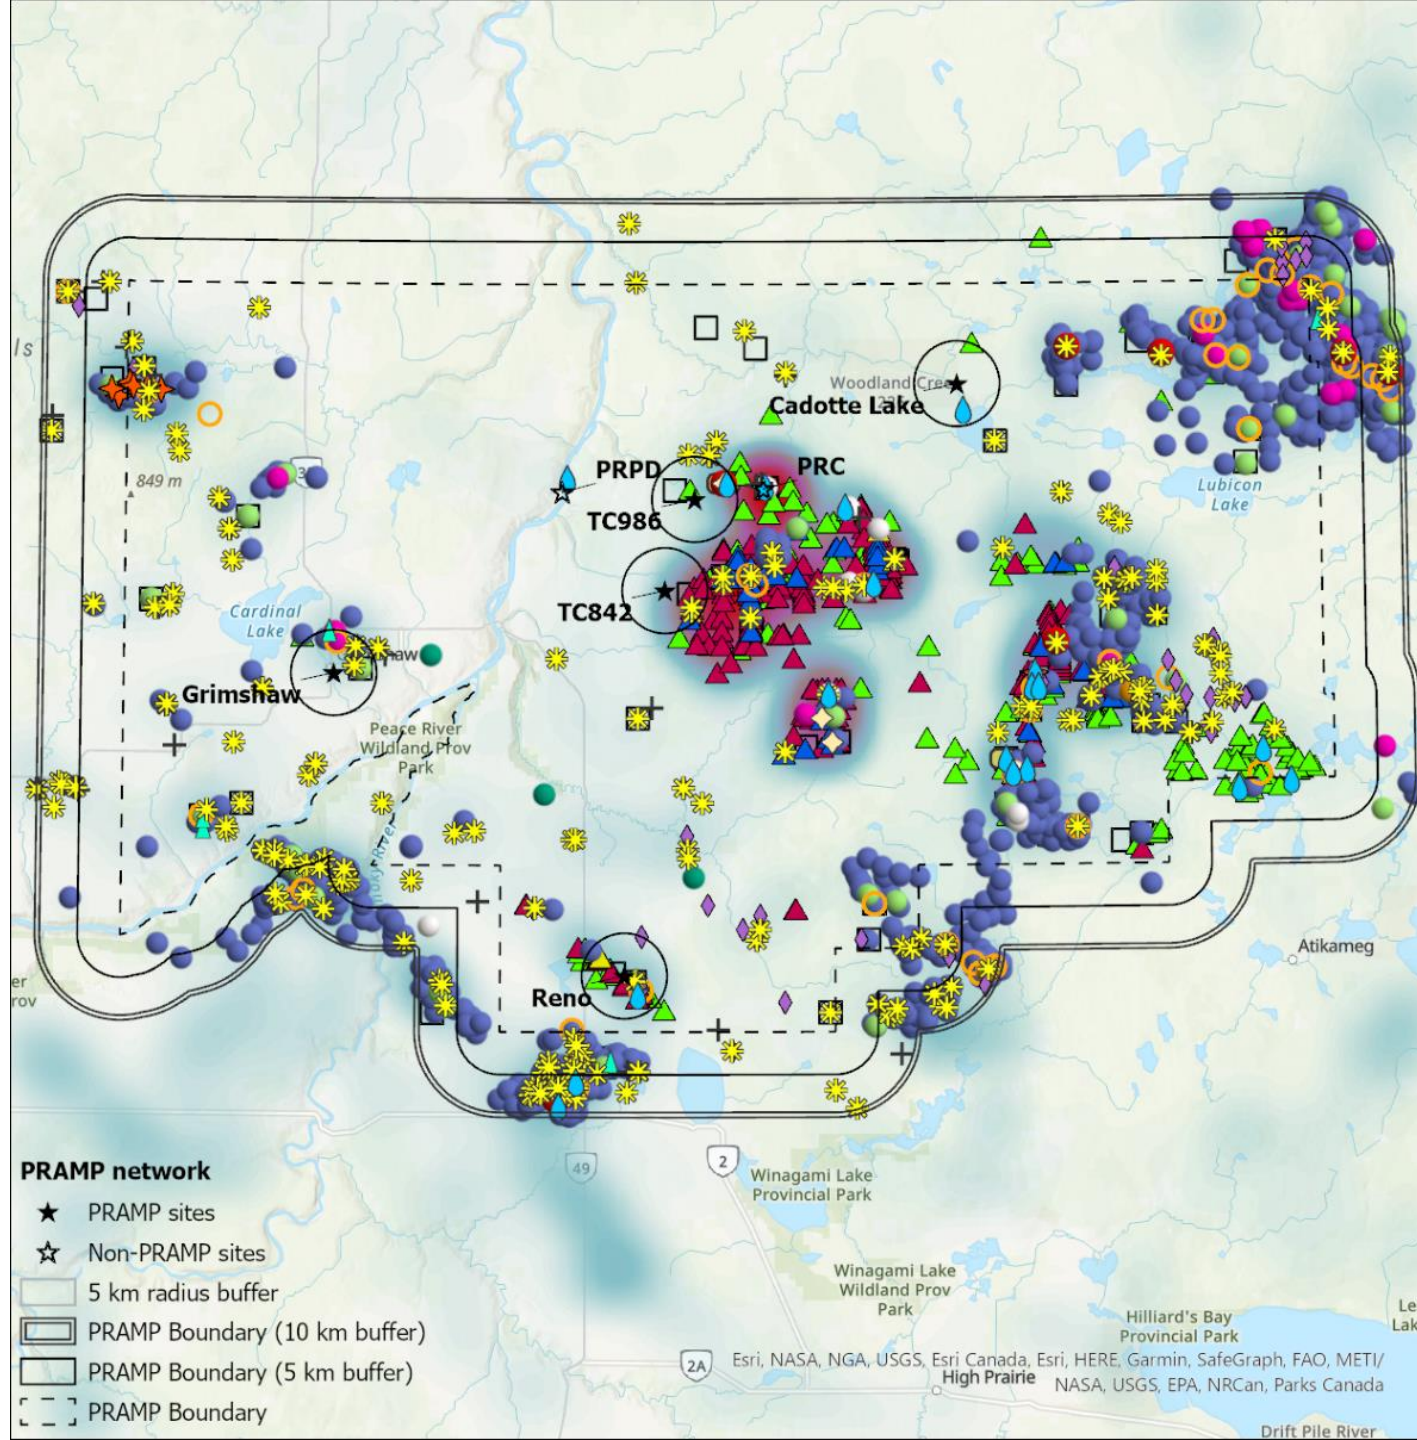 ls
Woodland Cree
Cadotte Lake
PRPD
PRC
849 m
TC986
Lubicon
Lake
Cardinal
Lake
TC842
Grimshaw
Peace River
Wildland Prov
Park
Reno
Atikameg
er
rov
PRAMP network
PRAMP sites
Non-PRAMP sites
5 km radius buffer
PRAMP Boundary (10 km buffer)
PRAMP Boundary (5 km buffer)
PRAMP Boundary
49
2
Winagami Lake
Provincial Park
Winagami Lake
Wildland Prov
Park
Hilliard's Bay
Provincial Park
Le
Lak
2A
Esri, NASA, NGA, USGS, Esri Canada, Esri, HERE, Garmin, SafeGraph, FAO, METI/
NASA, USGS, EPA, NRCan, Parks Canada
High Prairie
Drift Pile River